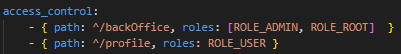 access_control:
    - { path: ^/backOffice, roles: [ROLE_ADMIN, ROLE_ROOT]  }
    - { path: ^/profile, roles: ROLE_USER }